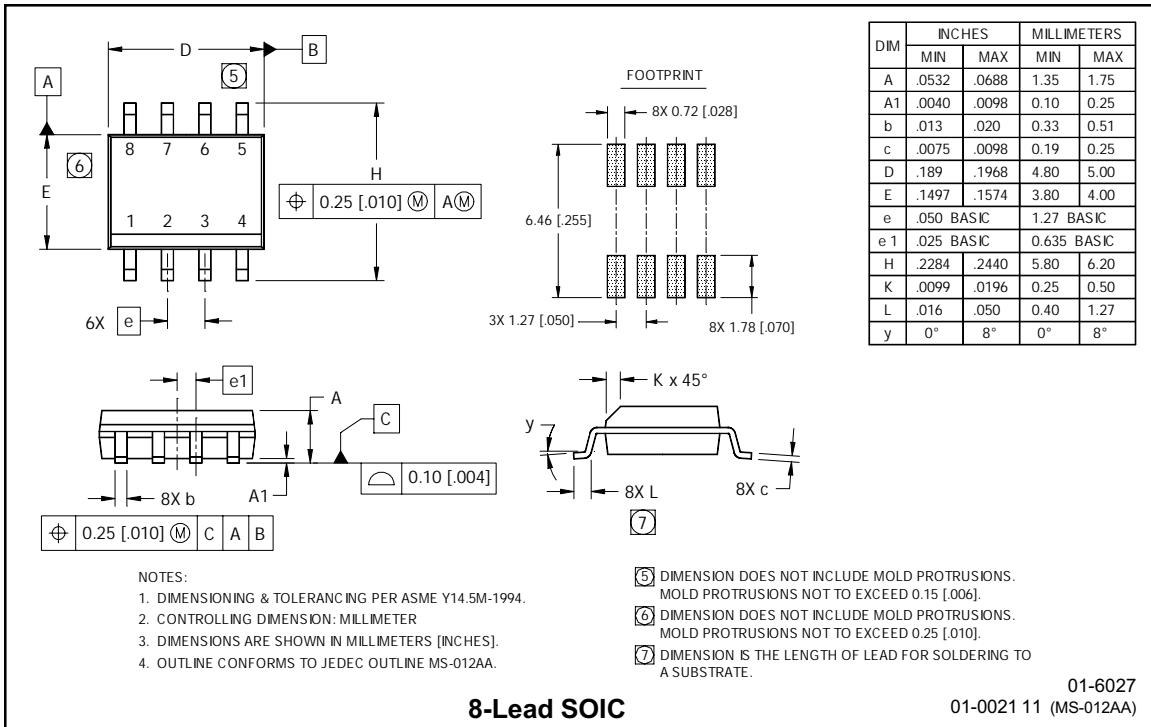 D
B
5
A
8 7 6 5
6
E
H
⌖ 0.25 [.010] Ⓜ AⓂ
1 2 3 4
6X e
FOOTPRINT
8X 0.72 [.028]
6.46 [.255]
3X 1.27 [.050]
8X 1.78 [.070]
DIM INCHES MILLIMETERS
MIN MAX MIN MAX
A .0532 .0688 1.35 1.75
A1 .0040 .0098 0.10 0.25
b .013 .020 0.33 0.51
c .0075 .0098 0.19 0.25
D .189 .1968 4.80 5.00
E .1497 .1574 3.80 4.00
e .050 BASIC 1.27 BASIC
e 1 .025 BASIC 0.635 BASIC
H .2284 .2440 5.80 6.20
K .0099 .0196 0.25 0.50
L .016 .050 0.40 1.27
y 0° 8° 0° 8°
e1
A
C
⌓ 0.10 [.004]
8X b
A1
⌖ 0.25 [.010] Ⓜ C A B
K x 45°
y
8X L
8X c
7
NOTES:
1. DIMENSIONING & TOLERANCING PER ASME Y14.5M-1994.
2. CONTROLLING DIMENSION: MILLIMETER
3. DIMENSIONS ARE SHOWN IN MILLIMETERS [INCHES].
4. OUTLINE CONFORMS TO JEDEC OUTLINE MS-012AA.
5 DIMENSION DOES NOT INCLUDE MOLD PROTRUSIONS.
MOLD PROTRUSIONS NOT TO EXCEED 0.15 [.006].
6 DIMENSION DOES NOT INCLUDE MOLD PROTRUSIONS.
MOLD PROTRUSIONS NOT TO EXCEED 0.25 [.010].
7 DIMENSION IS THE LENGTH OF LEAD FOR SOLDERING TO
A SUBSTRATE.
8-Lead SOIC
01-6027
01-0021 11 (MS-012AA)